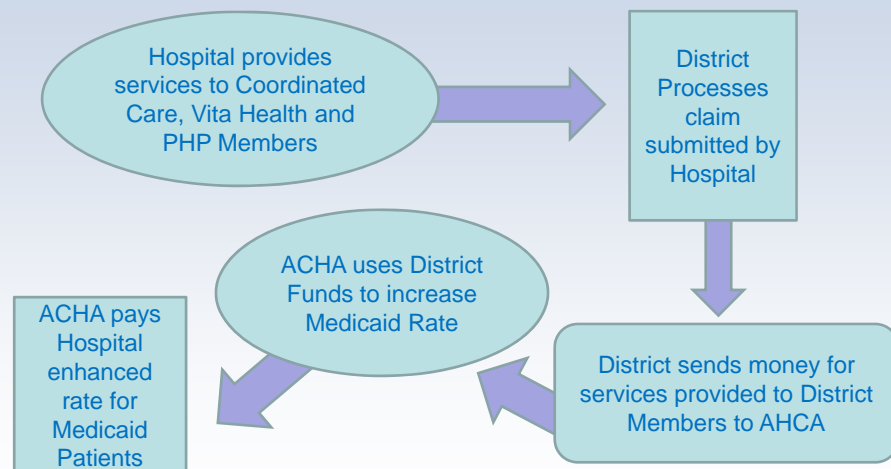 Hospital provides
services to Coordinated
Care, Vita Health and
PHP Members
District
Processes
claim
submitted by
Hospital
District sends money for
services provided to District
Members to AHCA
ACHA uses District
Funds to increase
Medicaid Rate
ACHA pays
Hospital
enhanced
rate for
Medicaid
Patients